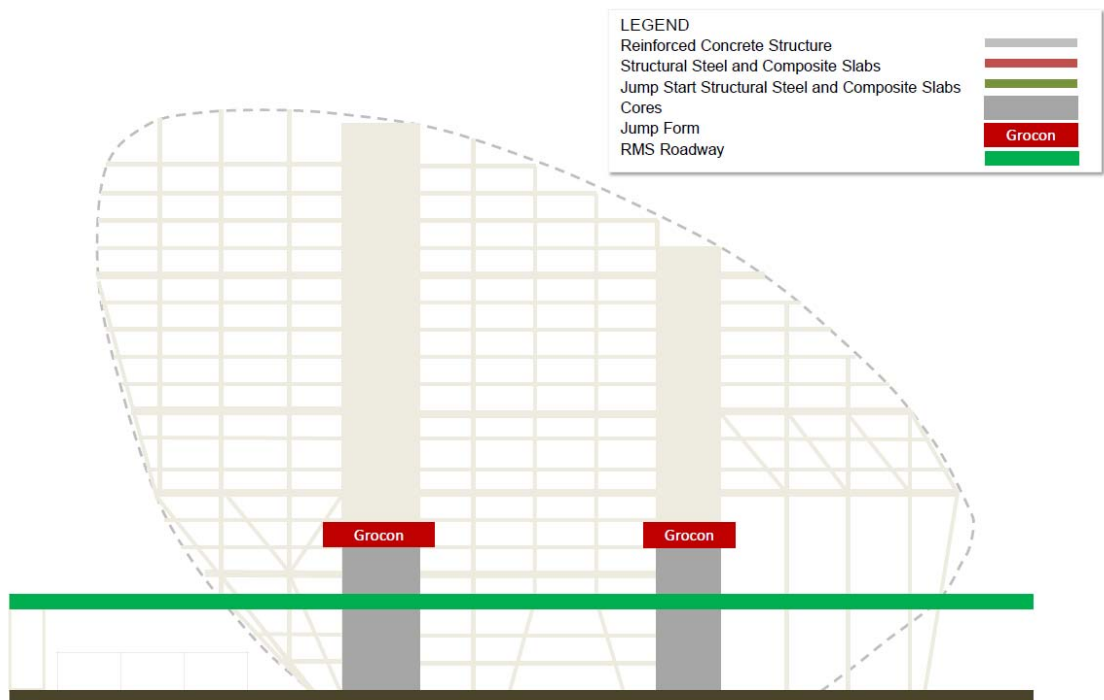 LEGEND
Reinforced Concrete Structure
Structural Steel and Composite Slabs
Jump Start Structural Steel and Composite Slabs
Cores
Jump Form
Grocon
RMS Roadway
Grocon
Grocon